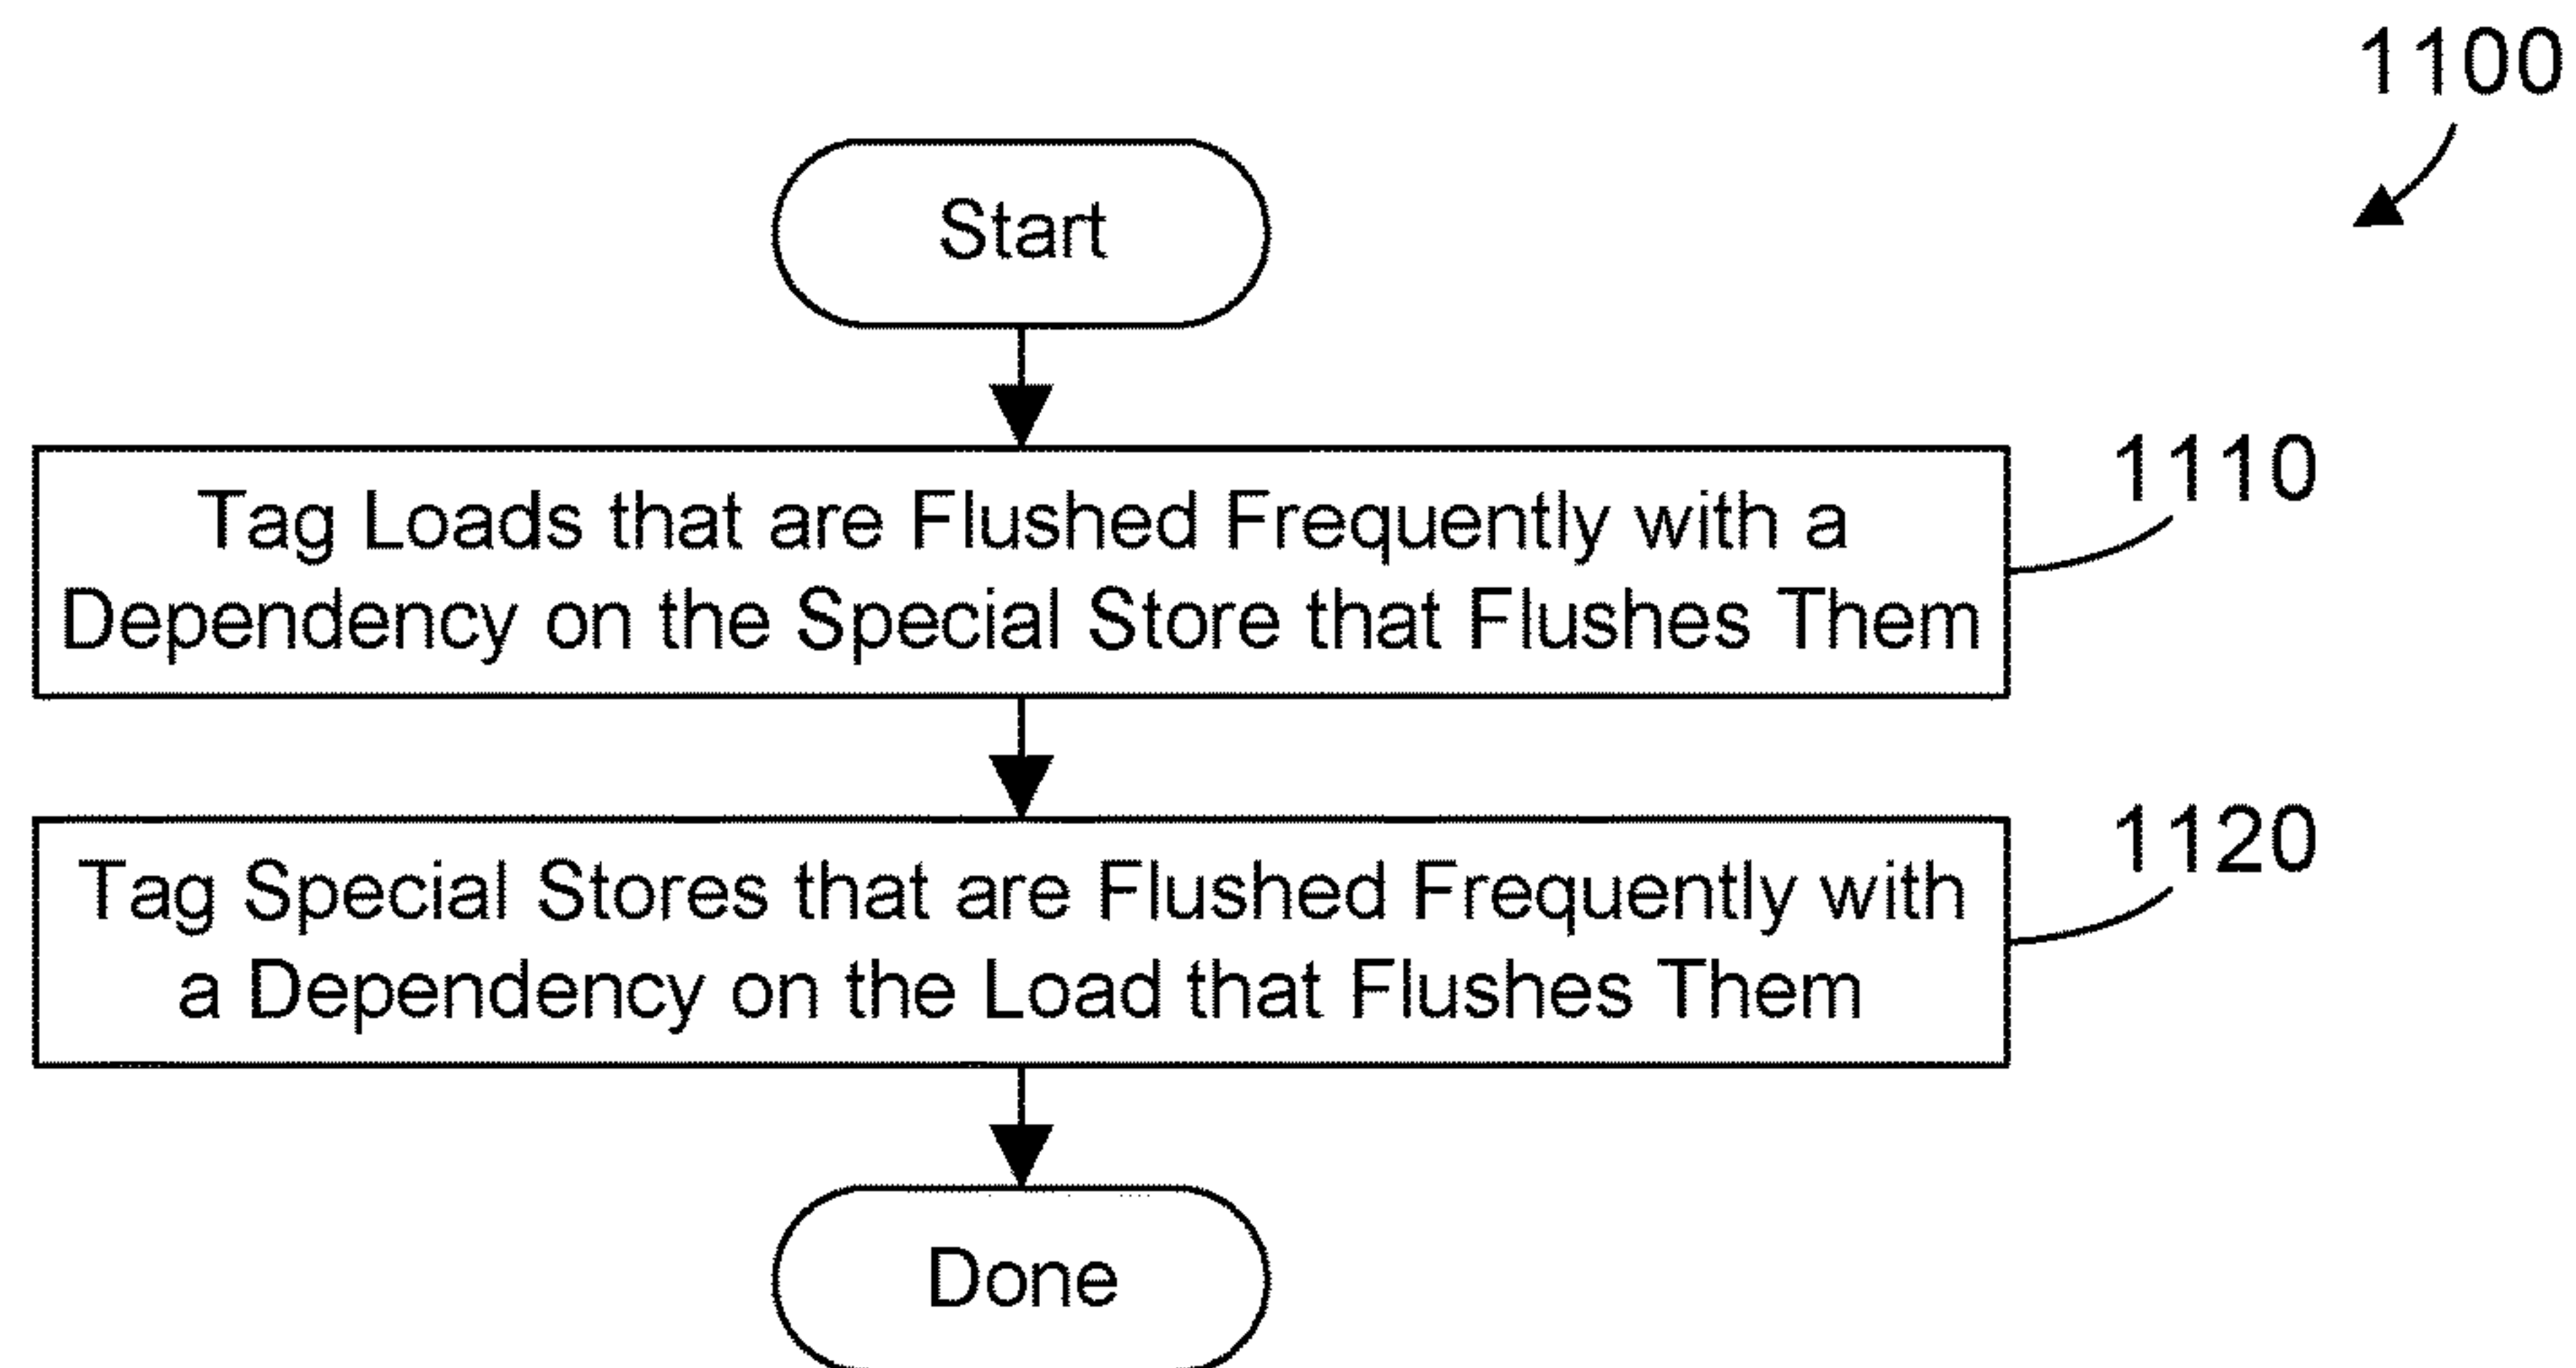 1100
Start
1110
Tag Loads that are Flushed Frequently with a
Dependency on the Special Store that Flushes Them
1120
Tag Special Stores that are Flushed Frequently with
a Dependency on the Load that Flushes Them
Done